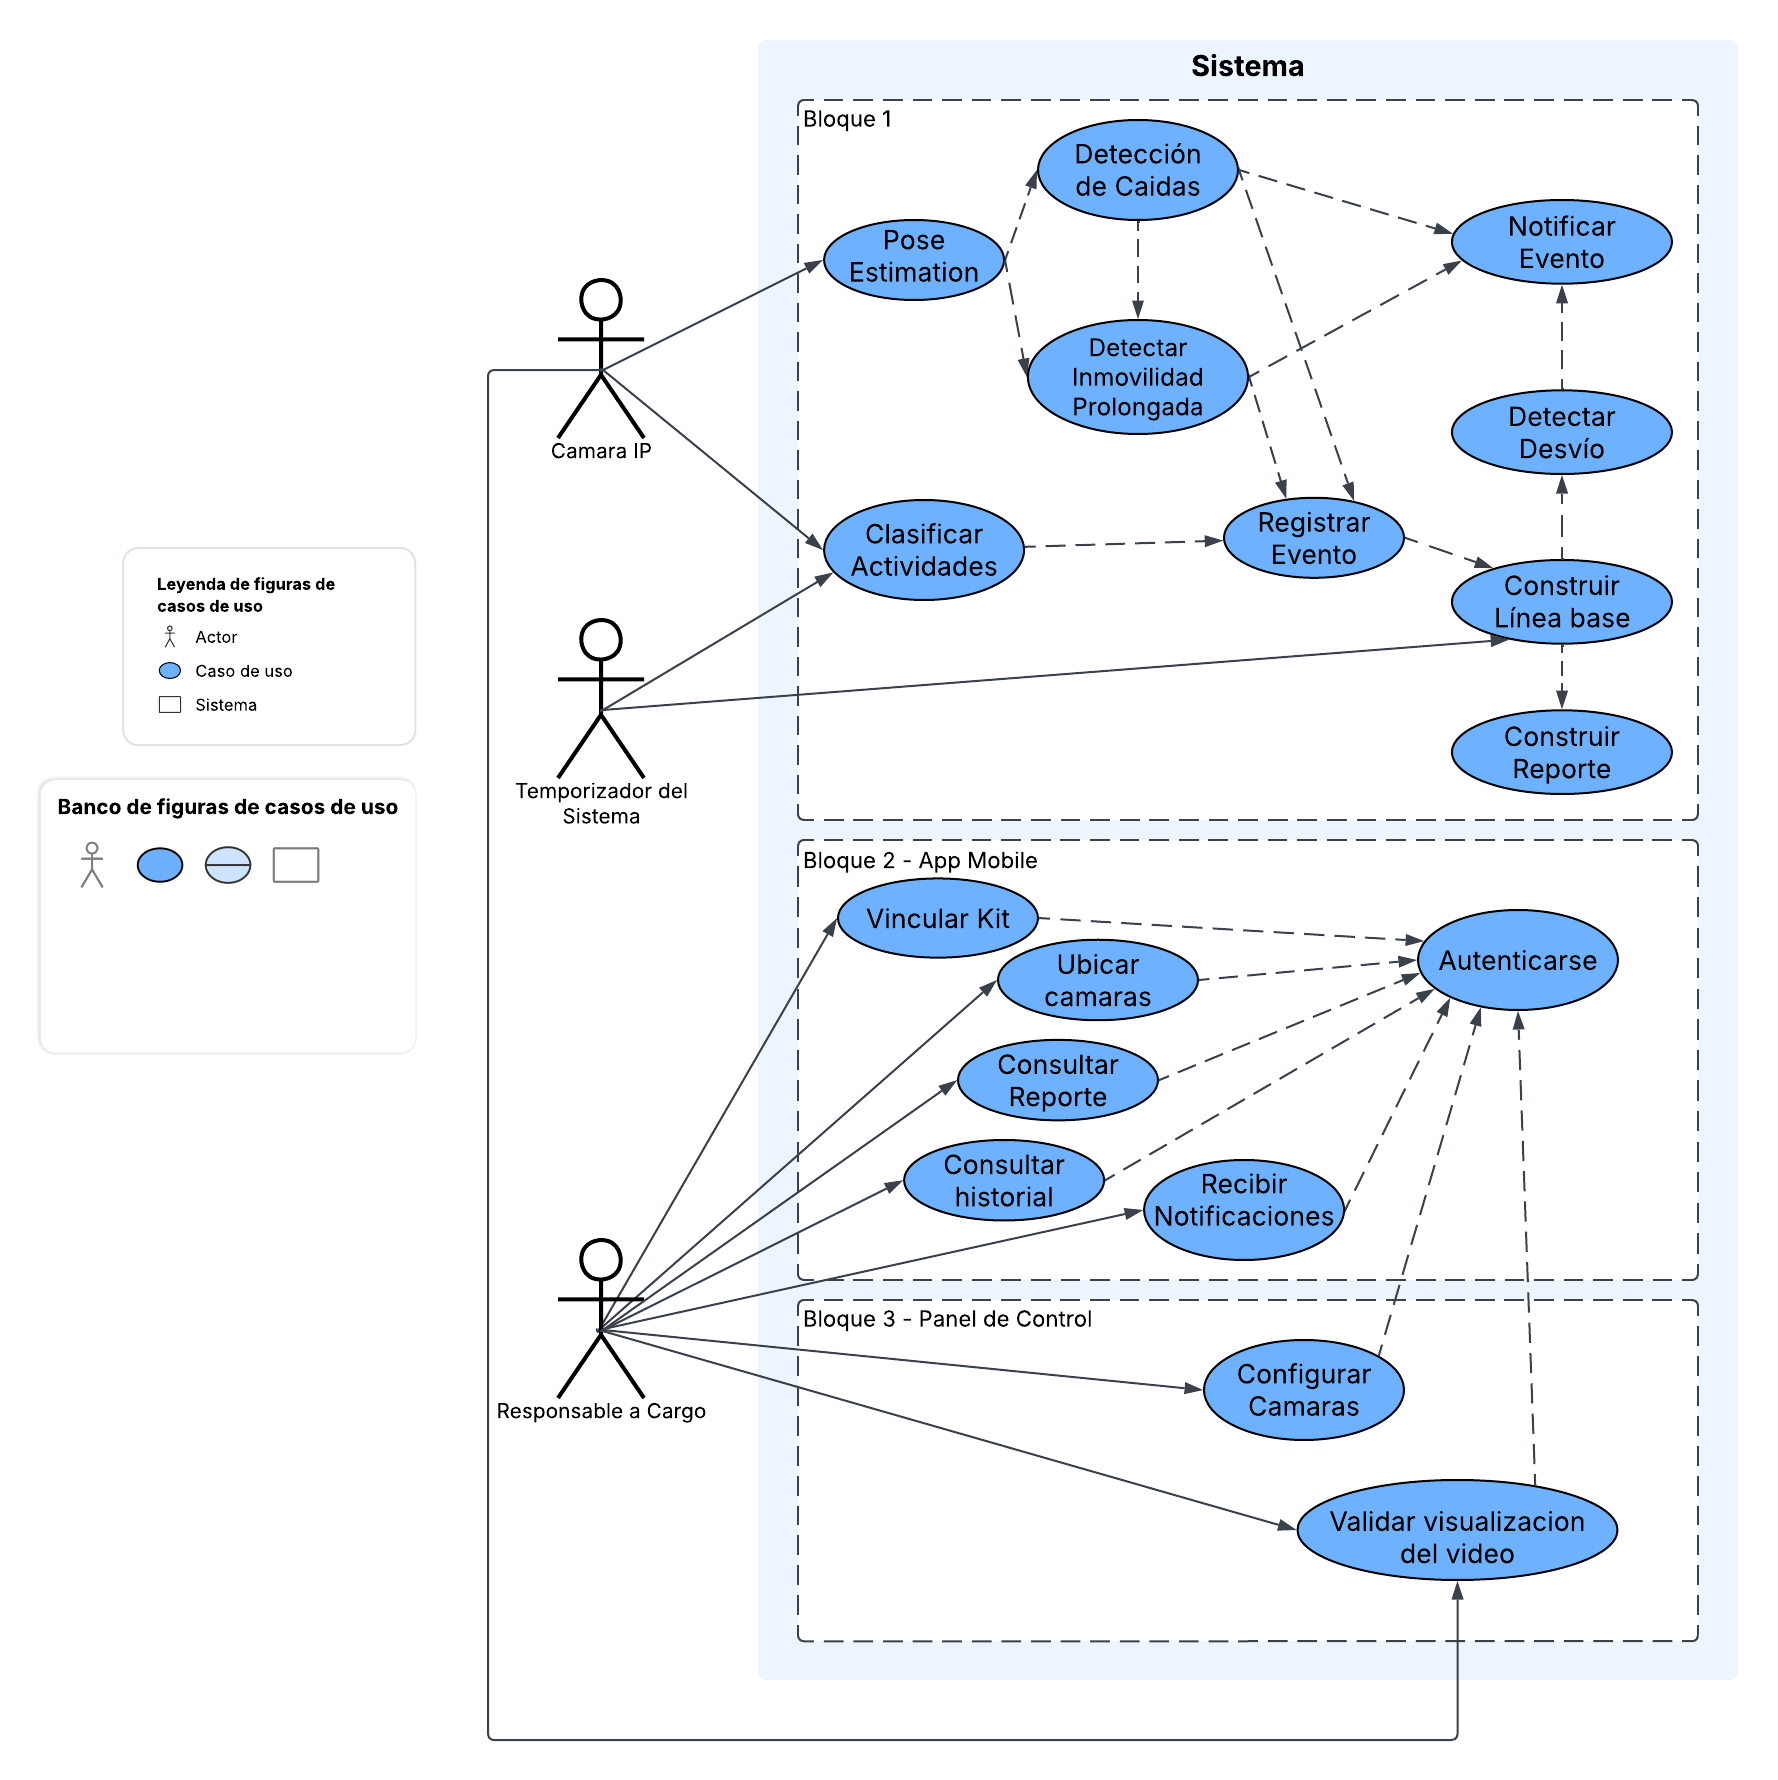 Sistema
Bloque 1
Detección
de Caidas
Pose
Estimation
Notificar
Evento
Detectar
Inmovilidad
Prolongada
Detectar
Desvío
Camara IP
Clasificar
Actividades
Registrar
Evento
Construir
Línea base
Construir
Reporte
Temporizador del
Sistema
Leyenda de figuras de
casos de uso
Actor
Caso de uso
Sistema
Banco de figuras de casos de uso
Bloque 2 - App Mobile
Vincular Kit
Ubicar
camaras
Autenticarse
Consultar
Reporte
Consultar
historial
Recibir
Notificaciones
Responsable a Cargo
Bloque 3 - Panel de Control
Configurar
Camaras
Validar visualizacion
del video